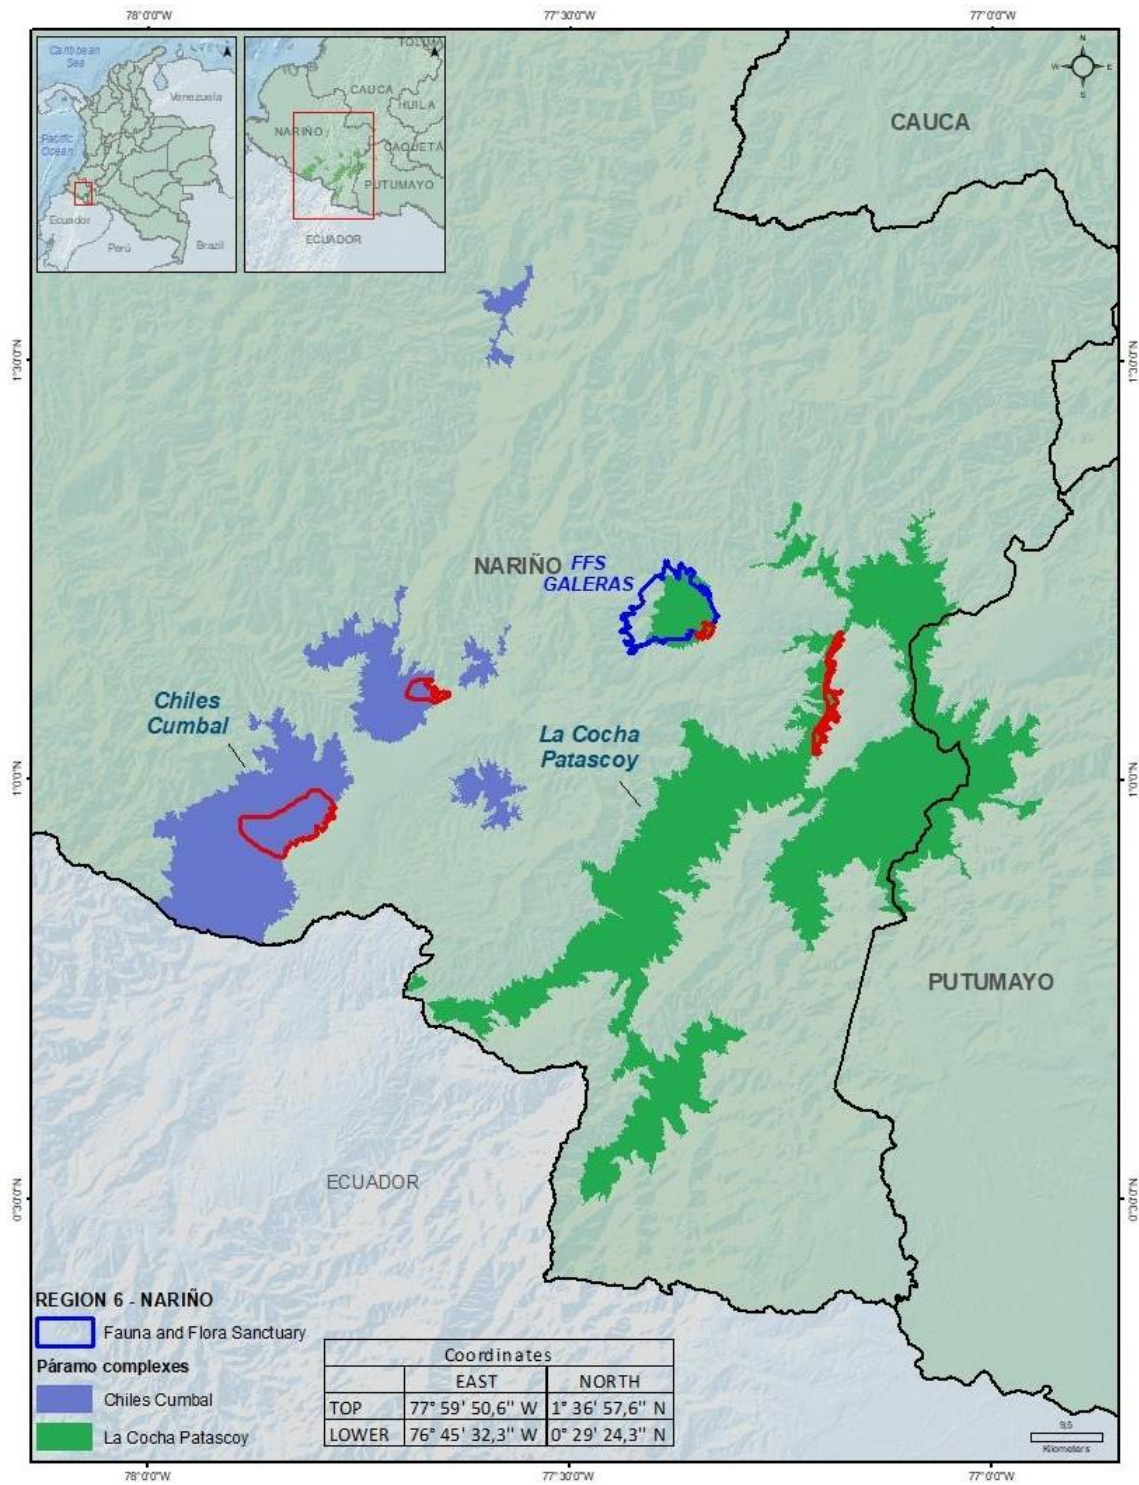 78°0'0"W
77°30'0"W
77°0'0"W
Caribbean
Sea
Venezuela
Pacific
Ocean
Ecuador
Perú
Brazil
TOLIMA
CAUCA
HUILA
NARIÑO
CAQUETÁ
PUTUMAYO
ECUADOR
N
W
E
S
CAUCA
1°30'0"N
1°30'0"N
NARIÑO
FFS
GALERAS
Chiles
Cumbal
La Cocha
Patascoy
1°0'0"N
1°0'0"N
PUTUMAYO
ECUADOR
0°30'0"N
0°30'0"N
REGION 6 - NARIÑO
Fauna and Flora Sanctuary
Páramo complexes
Chiles Cumbal
La Cocha Patascoy
Coordinates
EAST NORTH
TOP 77° 59' 50,6'' W 1° 36' 57,6'' N
LOWER 76° 45' 32,3'' W 0° 29' 24,3'' N
9,5
Kilometers
78°0'0"W
77°30'0"W
77°0'0"W